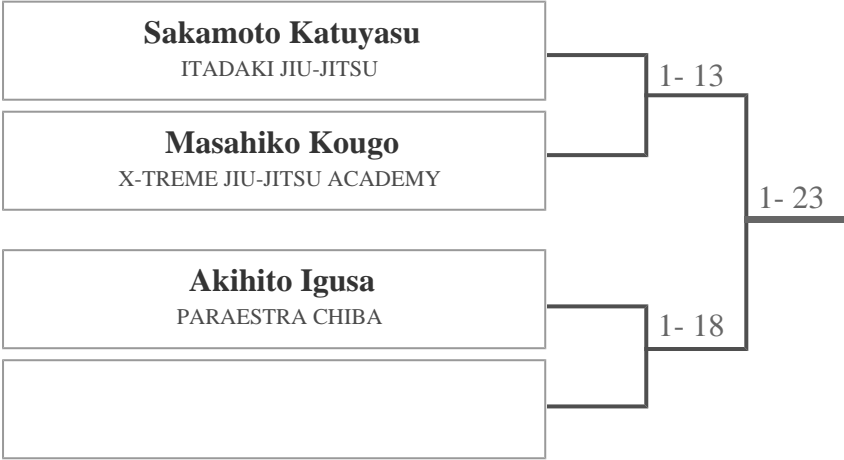 Sakamoto Katuyasu
ITADAKI JIU-JITSU
1- 13
Masahiko Kougo
X-TREME JIU-JITSU ACADEMY
1- 23
Akihito Igusa
PARAESTRA CHIBA
1- 18